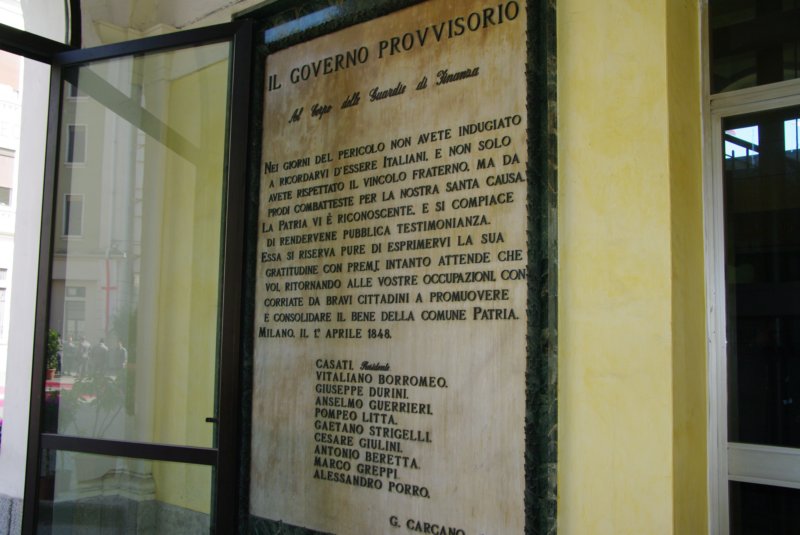 IL GOVERNO PROVVISORIO
Al Corpo delle Guardie di Finanza
NEI GIORNI DEL PERICOLO NON AVETE INDUGIATO
A RICORDARVI D'ESSERE ITALIANI, E NON SOLO
AVETE RISPETTATO IL VINCOLO FRATERNO, MA DA
PRODI COMBATTESTE PER LA NOSTRA SANTA CAUSA.
LA PATRIA VI È RICONOSCENTE, E SI COMPIACE
DI RENDERVENE PUBBLICA TESTIMONIANZA.
ESSA SI RISERVA PURE DI ESPRIMERVI LA SUA
GRATITUDINE CON PREMI, INTANTO ATTENDE CHE
VOI, RITORNANDO ALLE VOSTRE OCCUPAZIONI, CON
CORRIATE DA BRAVI CITTADINI A PROMUOVERE
E CONSOLIDARE IL BENE DELLA COMUNE PATRIA.
MILANO, IL 1º APRILE 1848.
CASATI, Presidente
VITALIANO BORROMEO.
GIUSEPPE DURINI.
ANSELMO GUERRIERI.
POMPEO LITTA.
GAETANO STRIGELLI.
CESARE GIULINI.
ANTONIO BERETTA.
MARCO GREPPI.
ALESSANDRO PORRO.
G. CARCANO